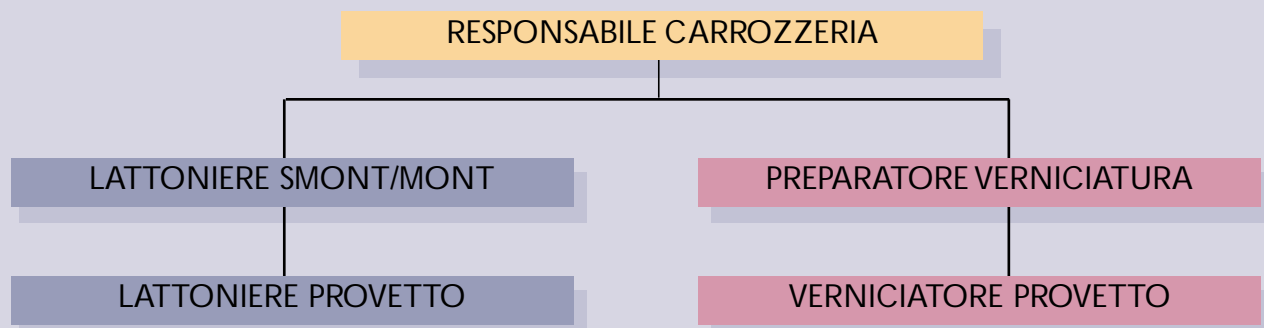 RESPONSABILE CARROZZERIA
LATTONIERE SMONT/MONT
PREPARATORE VERNICIATURA
LATTONIERE PROVETTO
VERNICIATORE PROVETTO